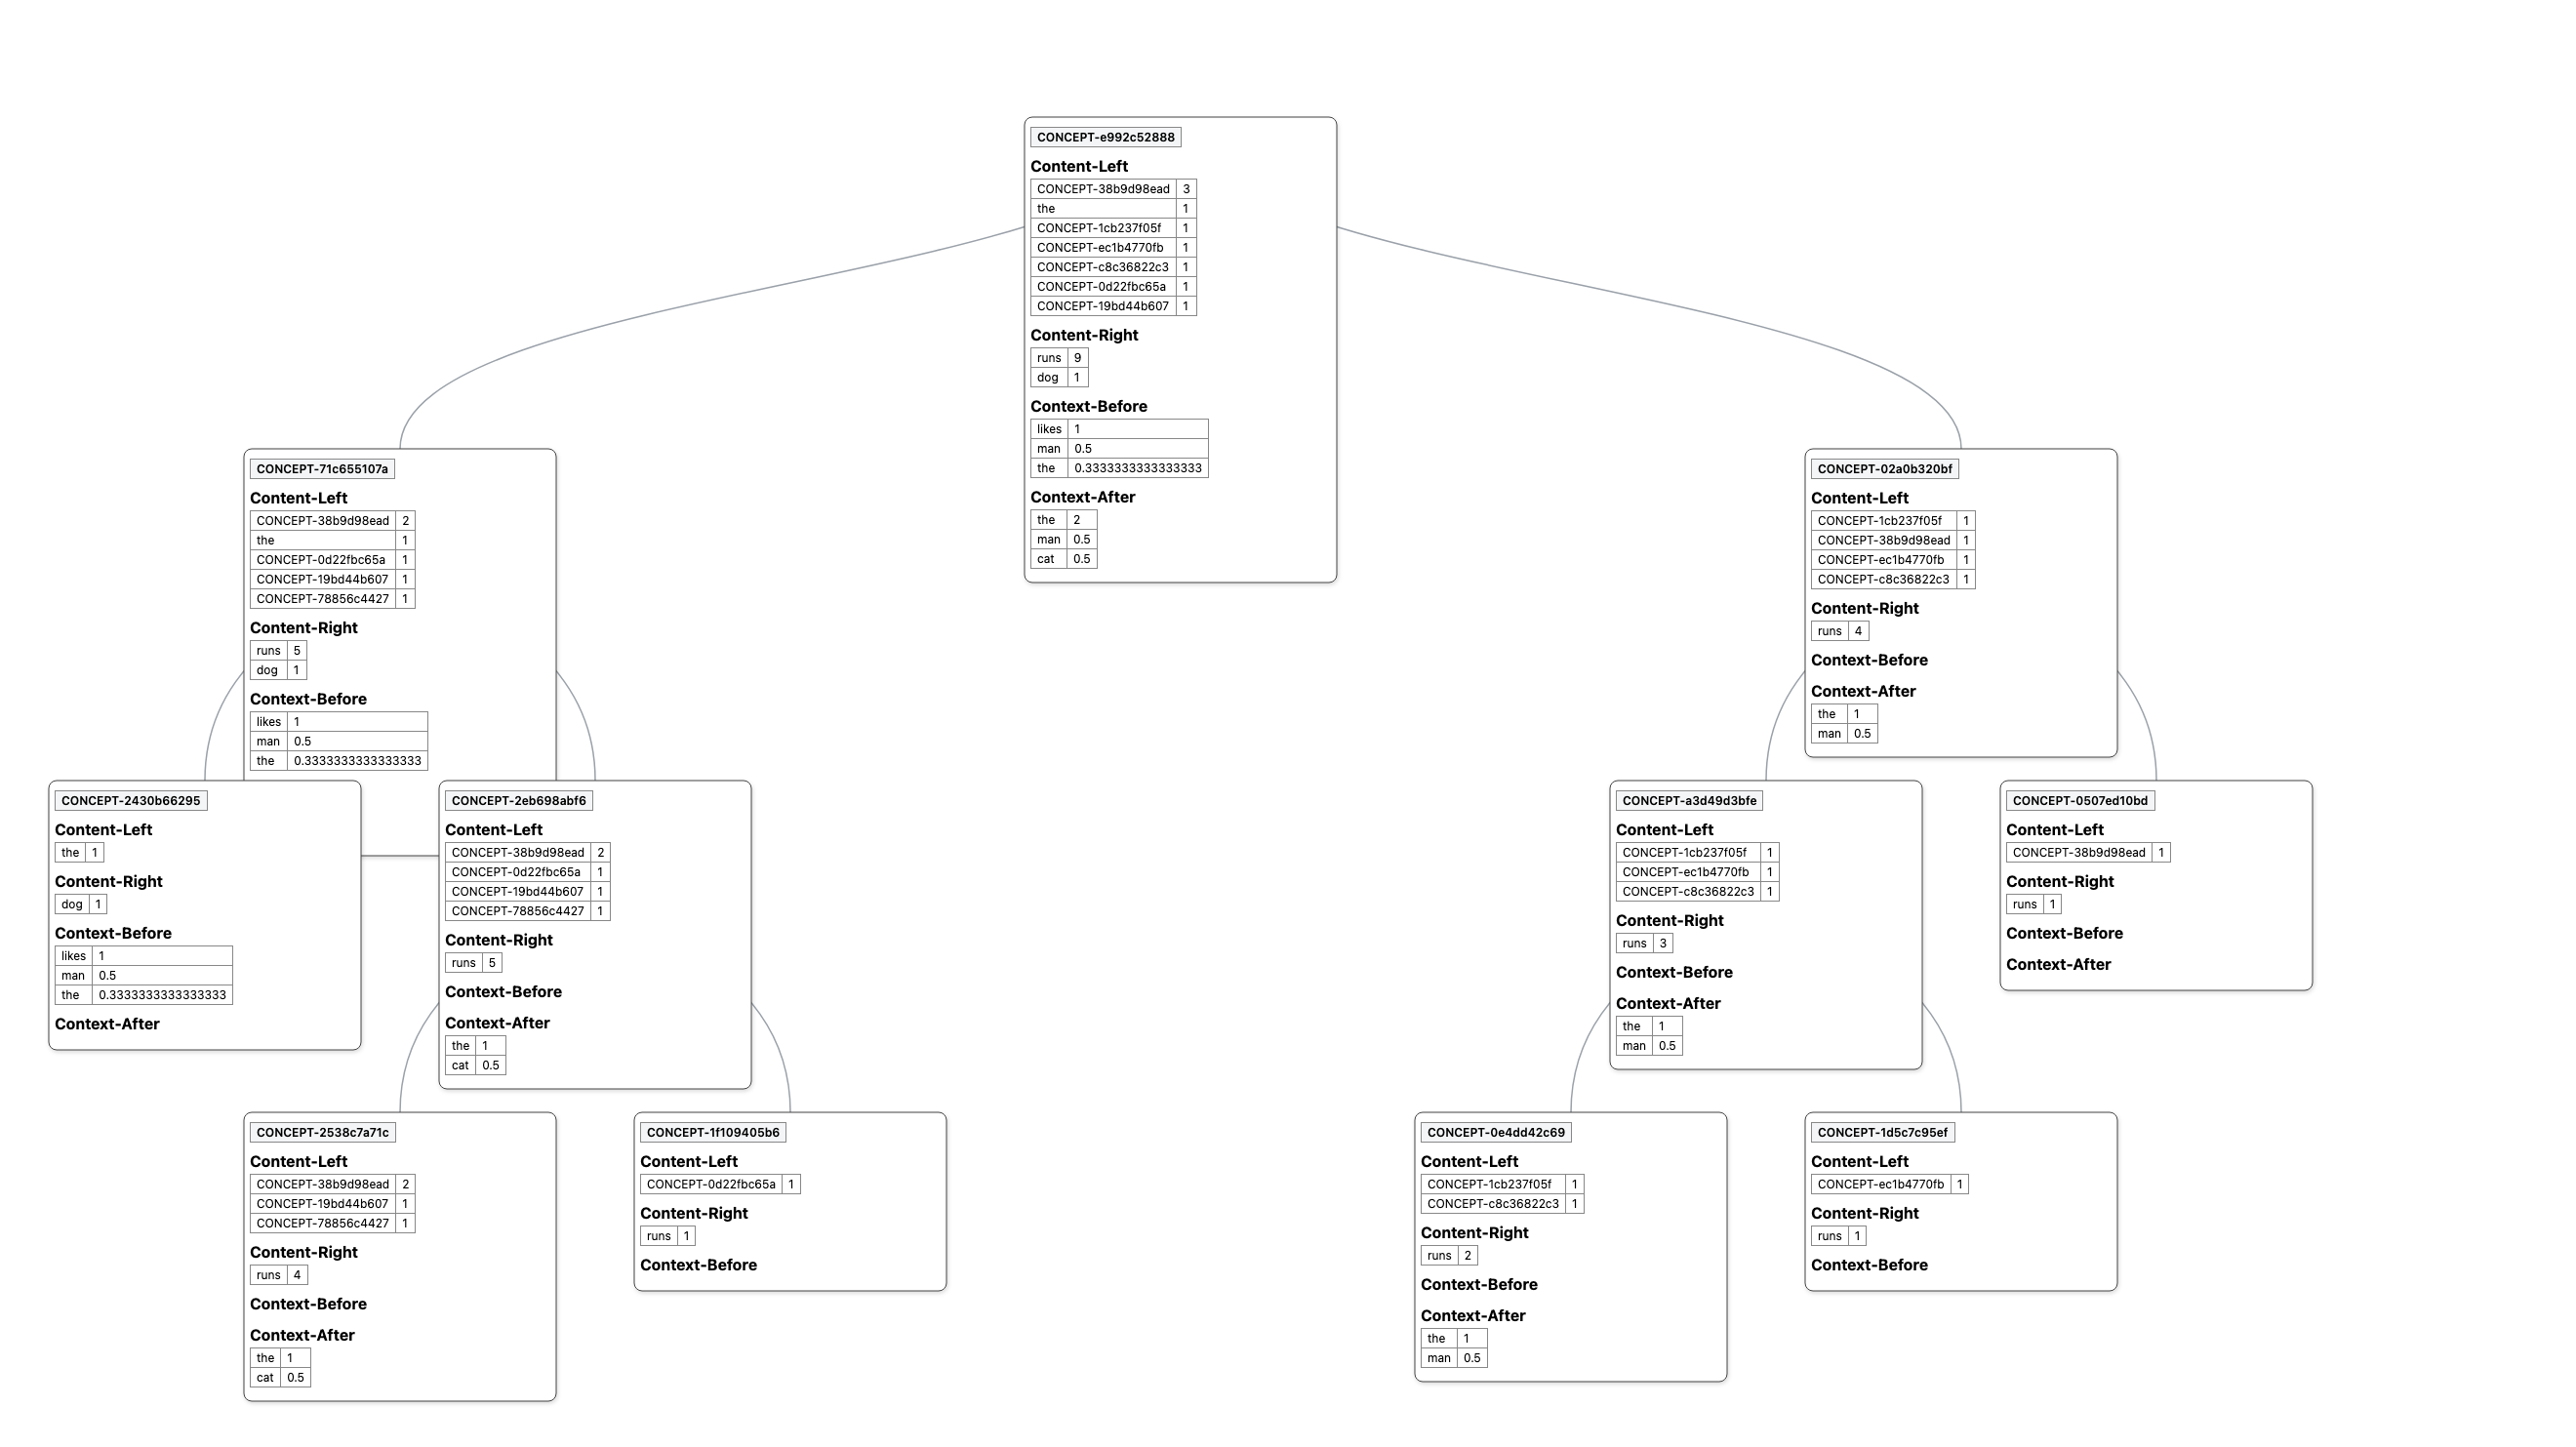 CONCEPT-e992c52888
Content-Left
CONCEPT-38b9d98ead 3
the 1
CONCEPT-1cb237f05f 1
CONCEPT-ec1b4770fb 1
CONCEPT-c8c36822c3 1
CONCEPT-0d22fbc65a 1
CONCEPT-19bd44b607 1
Content-Right
runs 9
dog 1
Context-Before
likes 1
man 0.5
the 0.3333333333333333
Context-After
the 2
man 0.5
cat 0.5
CONCEPT-71c655107a
Content-Left
CONCEPT-38b9d98ead 2
the 1
CONCEPT-0d22fbc65a 1
CONCEPT-19bd44b607 1
CONCEPT-78856c4427 1
Content-Right
runs 5
dog 1
Context-Before
likes 1
man 0.5
the 0.3333333333333333
CONCEPT-02a0b320bf
Content-Left
CONCEPT-1cb237f05f 1
CONCEPT-38b9d98ead 1
CONCEPT-ec1b4770fb 1
CONCEPT-c8c36822c3 1
Content-Right
runs 4
Context-Before
Context-After
the 1
man 0.5
CONCEPT-2430b66295
Content-Left
the 1
Content-Right
dog 1
Context-Before
likes 1
man 0.5
the 0.3333333333333333
Context-After
CONCEPT-2eb698abf6
Content-Left
CONCEPT-38b9d98ead 2
CONCEPT-0d22fbc65a 1
CONCEPT-19bd44b607 1
CONCEPT-78856c4427 1
Content-Right
runs 5
Context-Before
Context-After
the 1
cat 0.5
CONCEPT-a3d49d3bfe
Content-Left
CONCEPT-1cb237f05f 1
CONCEPT-ec1b4770fb 1
CONCEPT-c8c36822c3 1
Content-Right
runs 3
Context-Before
Context-After
the 1
man 0.5
CONCEPT-0507ed10bd
Content-Left
CONCEPT-38b9d98ead 1
Content-Right
runs 1
Context-Before
Context-After
CONCEPT-2538c7a71c
Content-Left
CONCEPT-38b9d98ead 2
CONCEPT-19bd44b607 1
CONCEPT-78856c4427 1
Content-Right
runs 4
Context-Before
Context-After
the 1
cat 0.5
CONCEPT-1f109405b6
Content-Left
CONCEPT-0d22fbc65a 1
Content-Right
runs 1
Context-Before
CONCEPT-0e4dd42c69
Content-Left
CONCEPT-1cb237f05f 1
CONCEPT-c8c36822c3 1
Content-Right
runs 2
Context-Before
Context-After
the 1
man 0.5
CONCEPT-1d5c7c95ef
Content-Left
CONCEPT-ec1b4770fb 1
Content-Right
runs 1
Context-Before